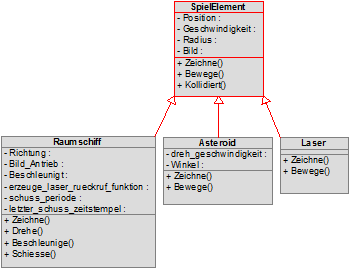 SpielElement
- Position :
- Geschwindigkeit :
- Radius :
- Bild :
+ Zeichne()
+ Bewege()
+ Kollidiert()
Raumschiff
- Richtung :
- Bild_Antrieb :
- Beschleunigt :
- erzeuge_laser_rueckruf_funktion :
- schuss_periode :
- letzter_schuss_zeitstempel :
+ Zeichne()
+ Drehe()
+ Beschleunige()
+ Schiesse()
Asteroid
- dreh_geschwindigkeit :
- Winkel :
+ Zeichne()
+ Bewege()
Laser
+ Zeichne()
+ Bewege()